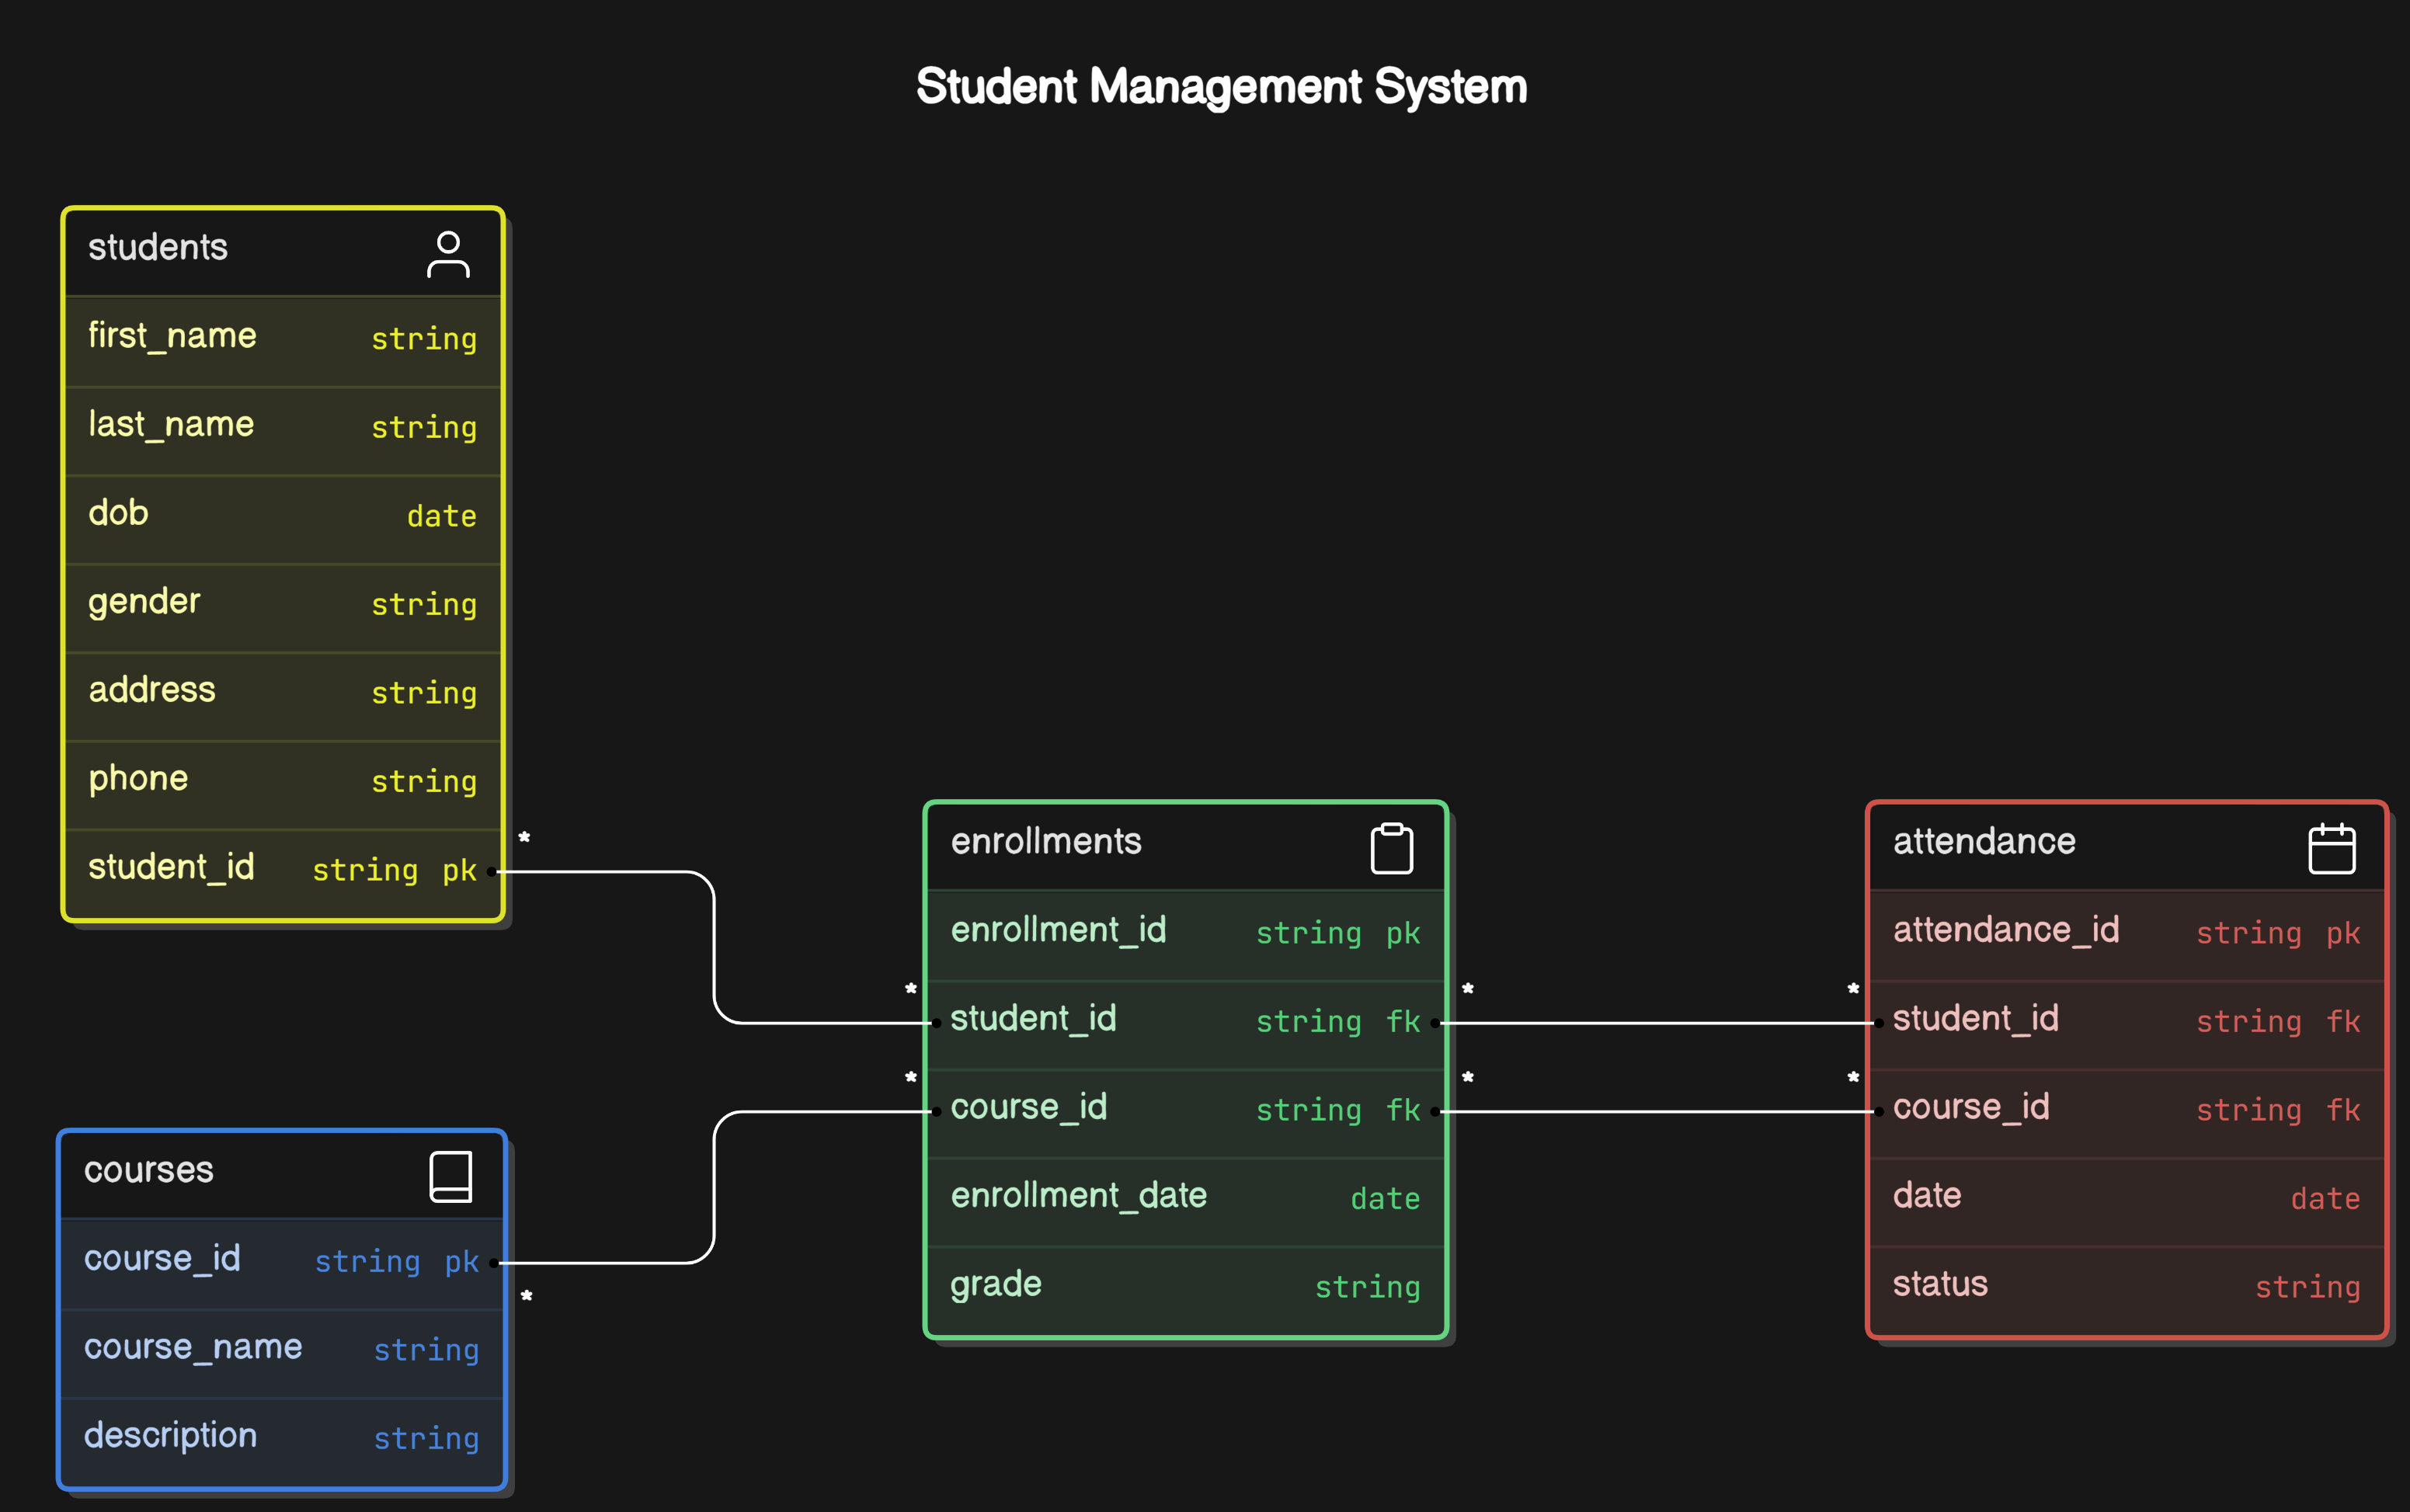 Student Management System
students
first_name string
last_name string
dob date
gender string
address string
phone string
student_id string pk
*
courses
course_id string pk
*
course_name string
description string
enrollments
enrollment_id string pk
* *
student_id string fk
* *
course_id string fk
enrollment_date date
grade string
attendance
attendance_id string pk
*
student_id string fk
*
course_id string fk
date date
status string